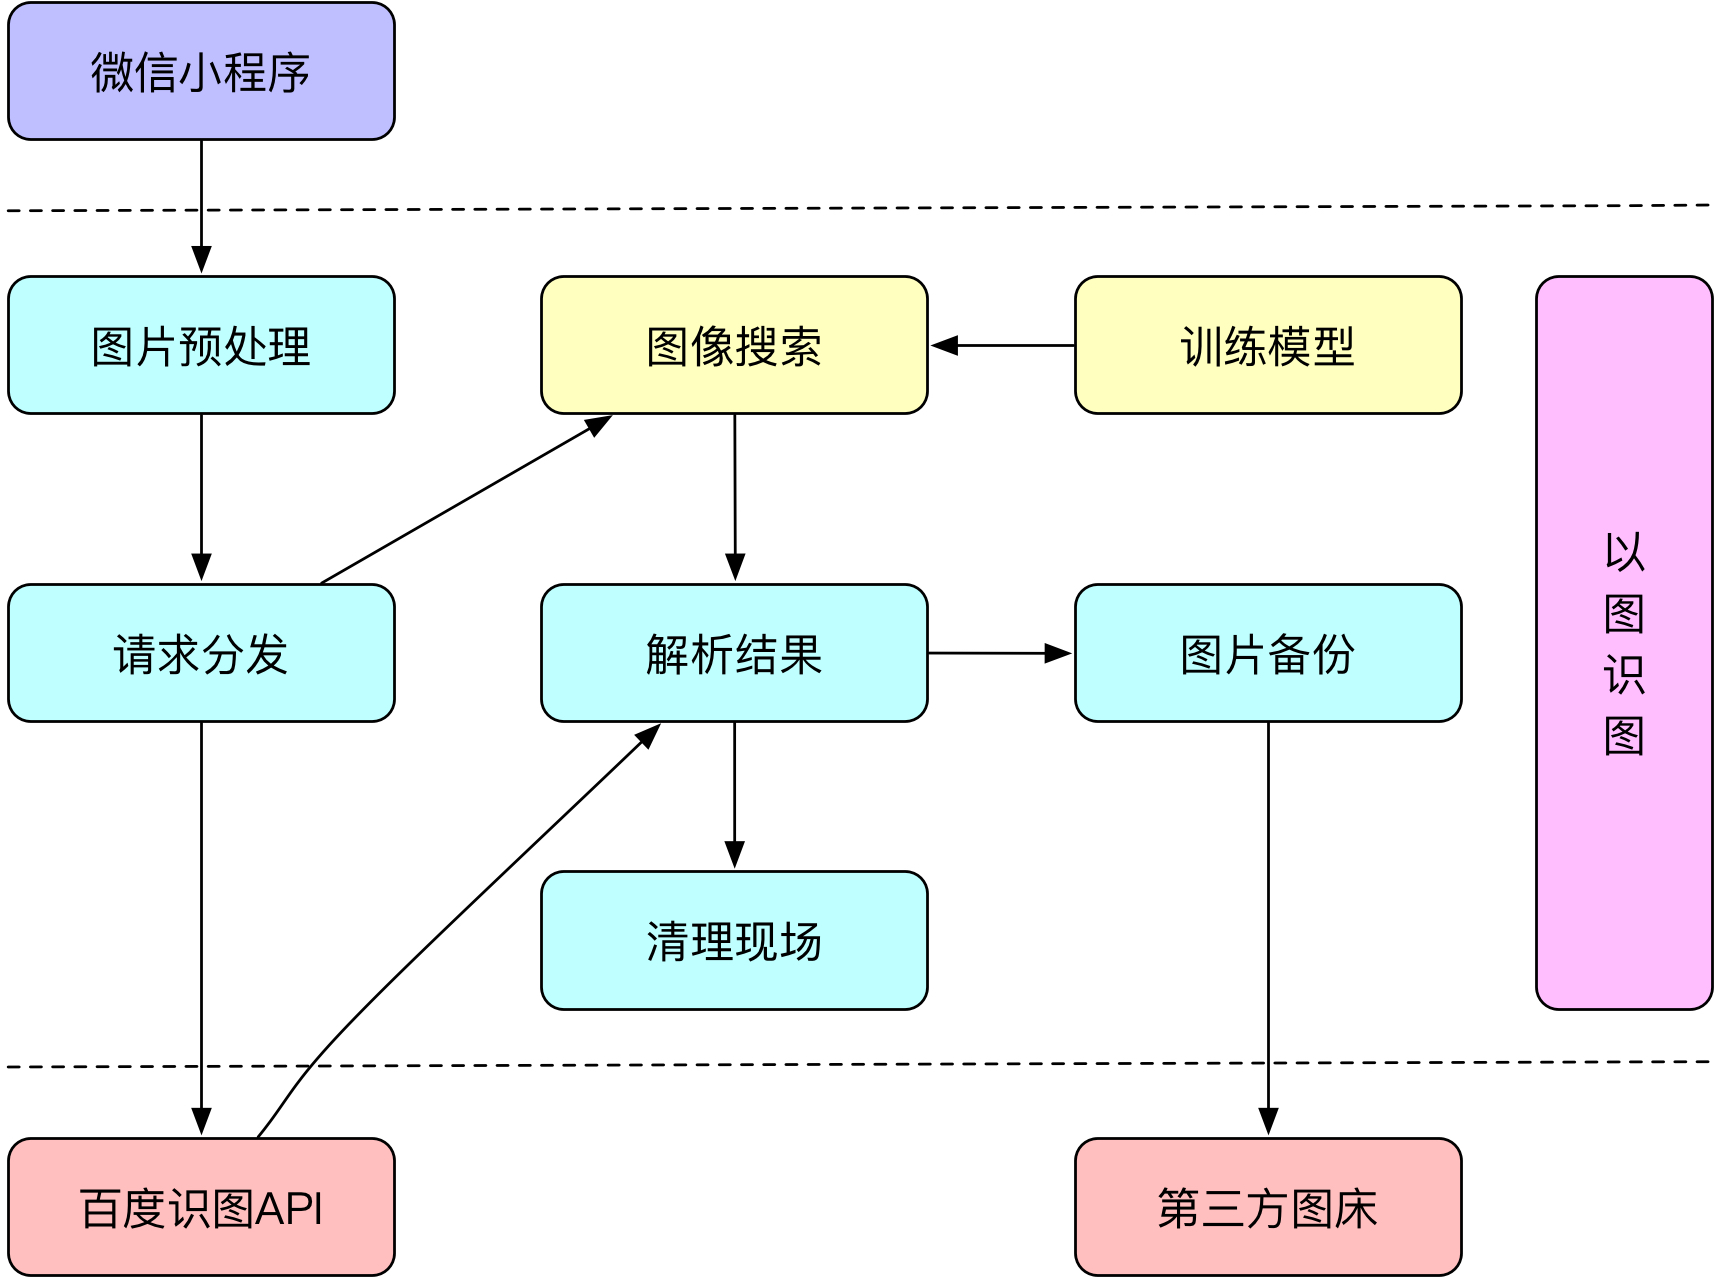 微信小程序
图片预处理
图像搜索
训练模型
请求分发
解析结果
图片备份
清理现场
以
图
识
图
百度识图API
第三方图床